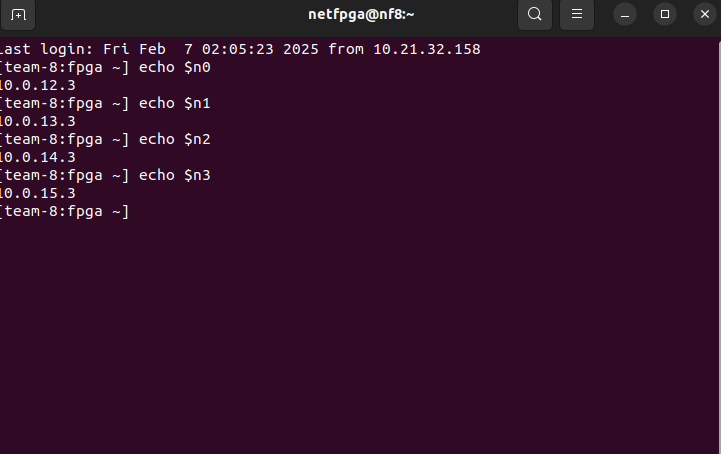 netfpga@nf8:~
Last login: Fri Feb  7 02:05:23 2025 from 10.21.32.158
[team-8:fpga ~] echo $n0
10.0.12.3
[team-8:fpga ~] echo $n1
10.0.13.3
[team-8:fpga ~] echo $n2
10.0.14.3
[team-8:fpga ~] echo $n3
10.0.15.3
[team-8:fpga ~]